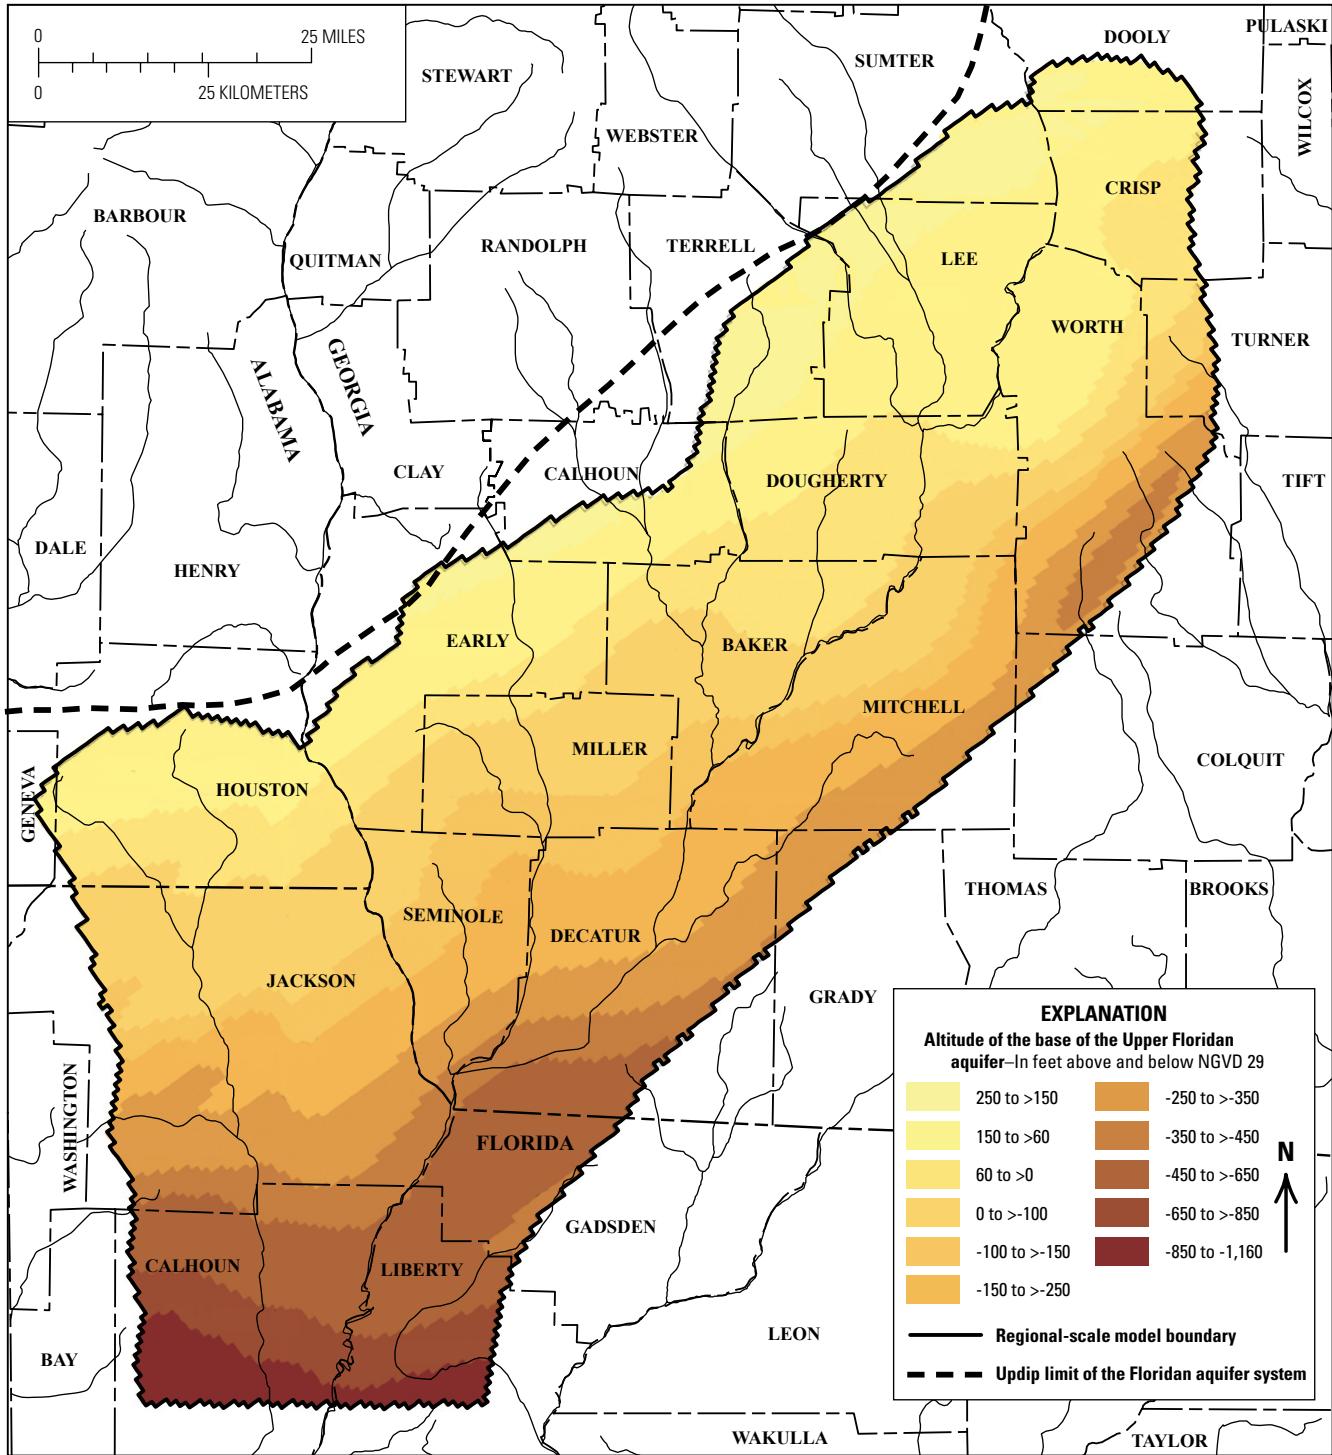 0 25 MILES
0 25 KILOMETERS
STEWART
SUMTER
DOOLY
PULASKI
WILCOX
WEBSTER
BARBOUR
QUITMAN
RANDOLPH
TERRELL
LEE
CRISP
WORTH
TURNER
ALABAMA
GEORGIA
CLAY
CALHOUN
DOUGHERTY
TIFT
DALE
HENRY
EARLY
BAKER
MITCHELL
MILLER
COLQUIT
GENEVA
HOUSTON
SEMINOLE
DECATUR
THOMAS
BROOKS
JACKSON
GRADY
WASHINGTON
FLORIDA
GADSDEN
CALHOUN
LIBERTY
LEON
BAY
WAKULLA
TAYLOR
EXPLANATION
Altitude of the base of the Upper Floridan
aquifer–In feet above and below NGVD 29
250 to >150
150 to >60
60 to >0
0 to >-100
-100 to >-150
-150 to >-250
-250 to >-350
-350 to >-450
-450 to >-650
-650 to >-850
-850 to -1,160
N
Regional-scale model boundary
Updip limit of the Floridan aquifer system